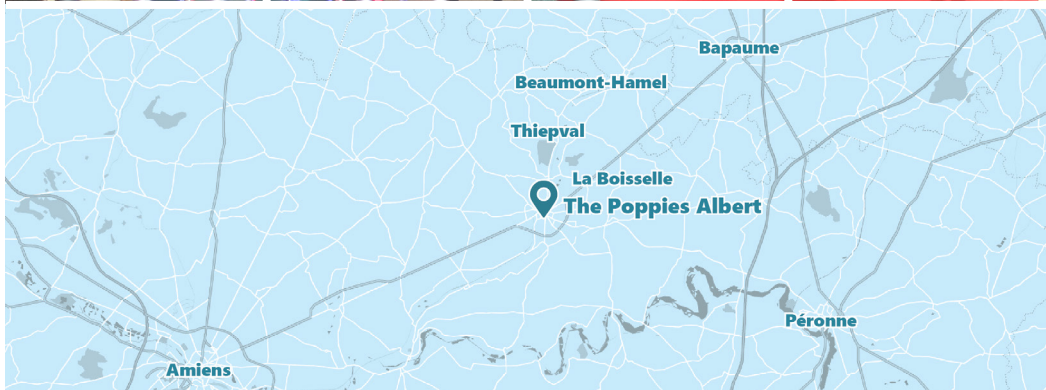 Bapaume
Beaumont-Hamel
Thiepval
La Boisselle
The Poppies Albert
Péronne
Amiens